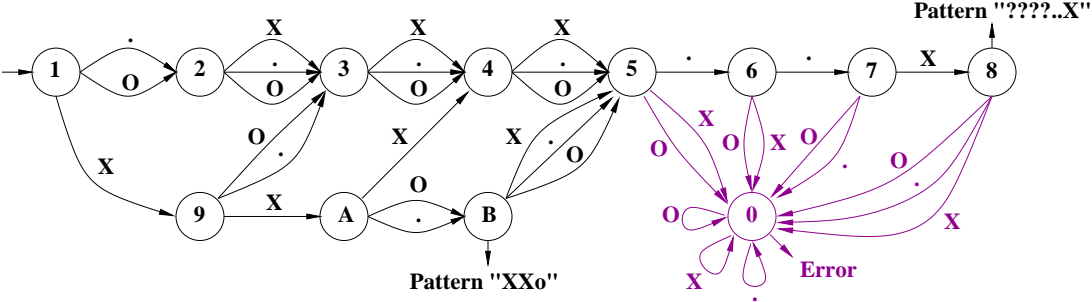 Pattern "????..X"
. X X X . . X
1 2 . 3 . 4 . 5 6 7 8
O O O O
X O . X X . O O X O X O . O . X
9 X A O . B O 0
Pattern "XXo" X . Error